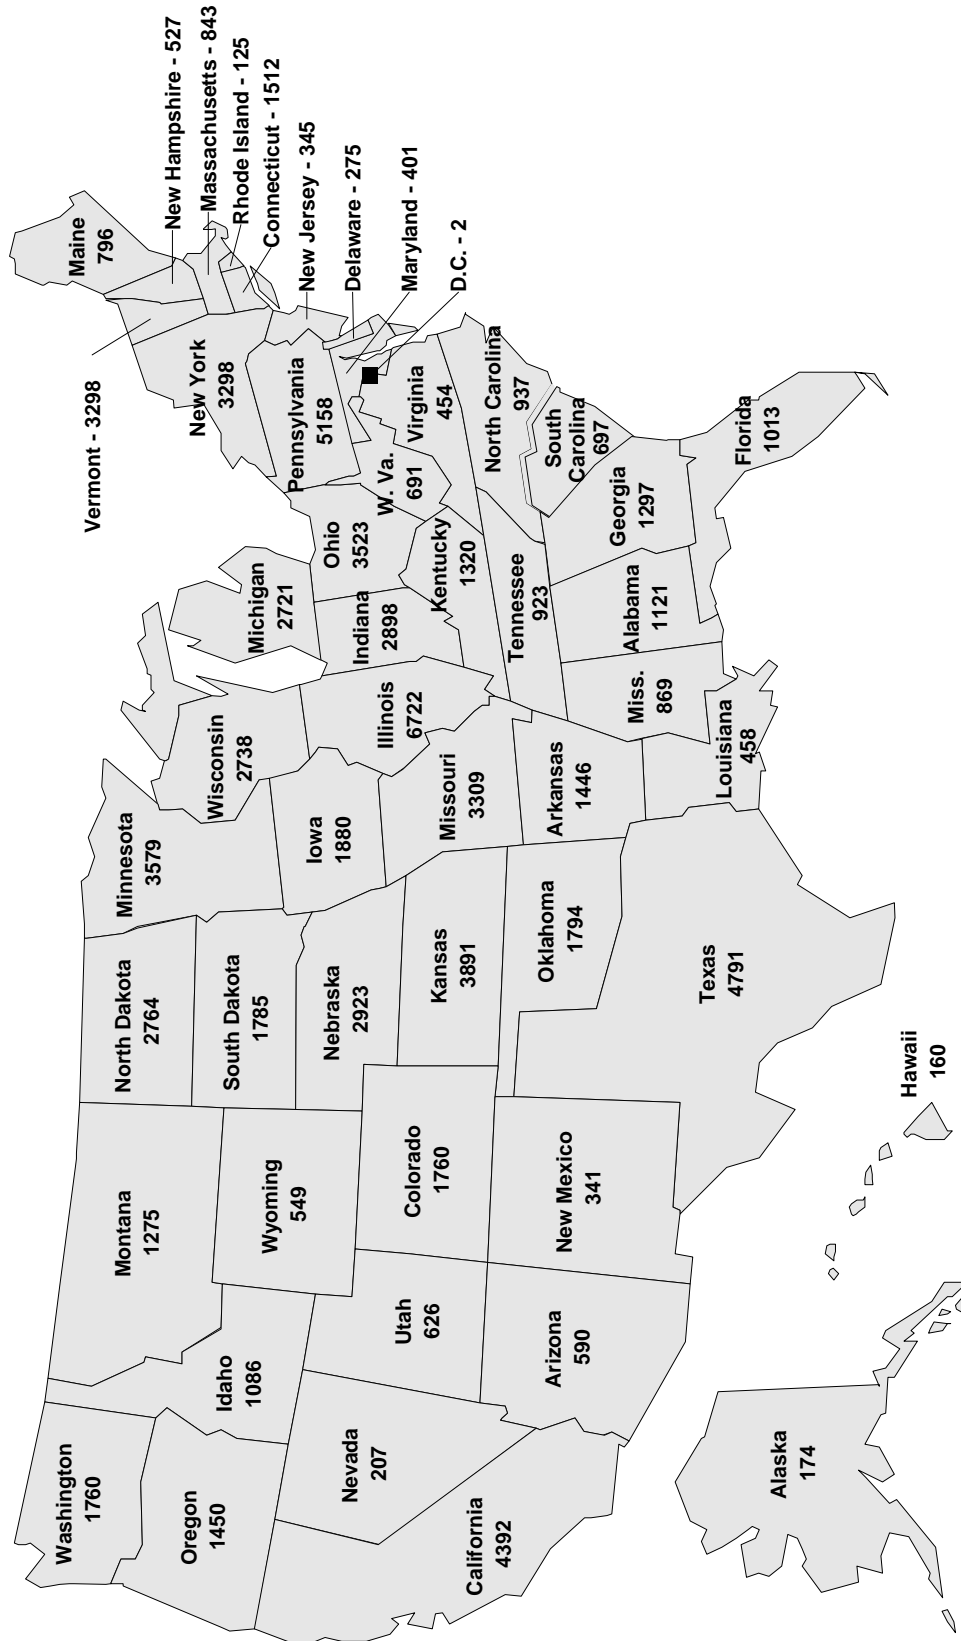 Washington
1760
Oregon
1450
California
4392
Nevada
207
Idaho
1086
Montana
1275
Wyoming
549
Utah
626
Arizona
590
Colorado
1760
New Mexico
341
North Dakota
2764
South Dakota
1785
Nebraska
2923
Kansas
3891
Oklahoma
1794
Texas
4791
Minnesota
3579
Iowa
1880
Missouri
3309
Arkansas
1446
Louisiana
458
Wisconsin
2738
Illinois
6722
Michigan
2721
Indiana
2898
Ohio
3523
Kentucky
1320
Tennessee
923
Miss.
869
Alabama
1121
Georgia
1297
Florida
1013
South
Carolina
697
North Carolina
937
Virginia
454
W. Va.
691
Pennsylvania
5158
New York
3298
Vermont - 3298
Maine
796
New Hampshire - 527
Massachusetts - 843
Rhode Island - 125
Connecticut - 1512
New Jersey - 345
Delaware - 275
Maryland - 401
D.C. - 2
Alaska
174
Hawaii
160